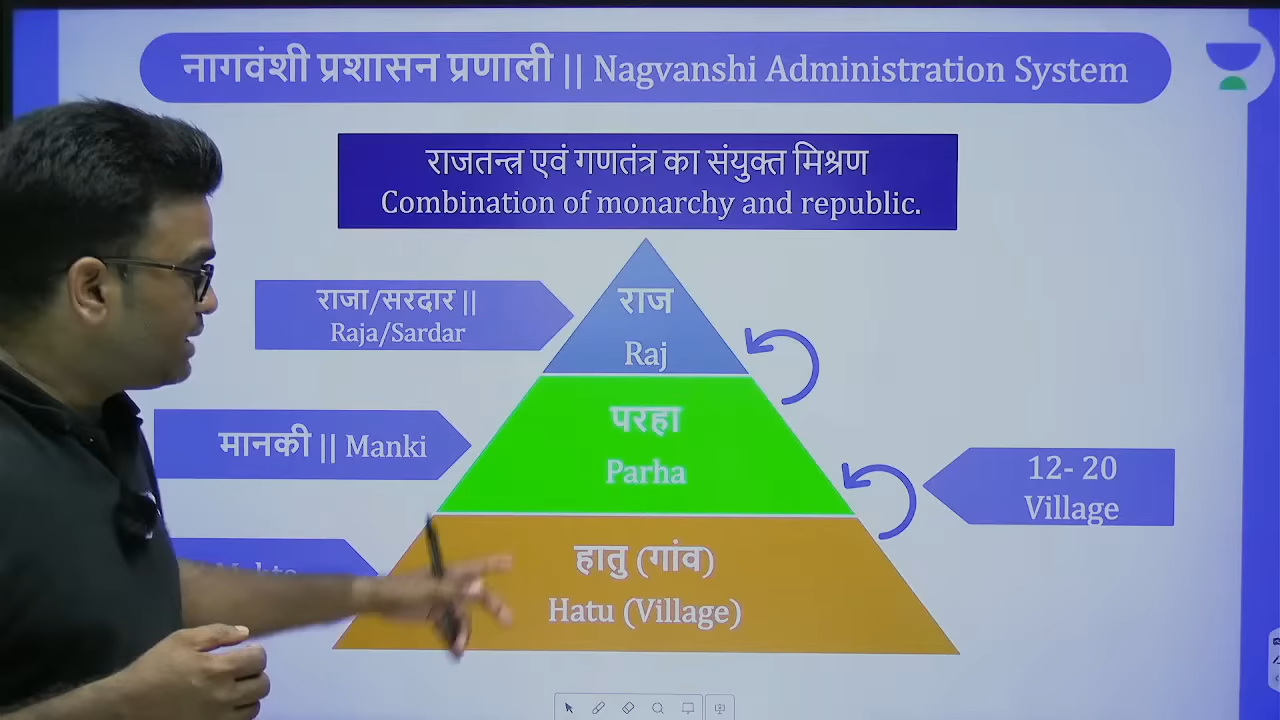 नागवंशी प्रशासन प्रणाली || Nagvanshi Administration System
राजतन्त्र एवं गणतंत्र का संयुक्त मिश्रण
Combination of monarchy and republic.
राजा/सरदार ||
Raja/Sardar
राज
Raj
मानकी || Manki
परहा
Parha
12- 20
Village
हातु (गांव)
Hatu (Village)